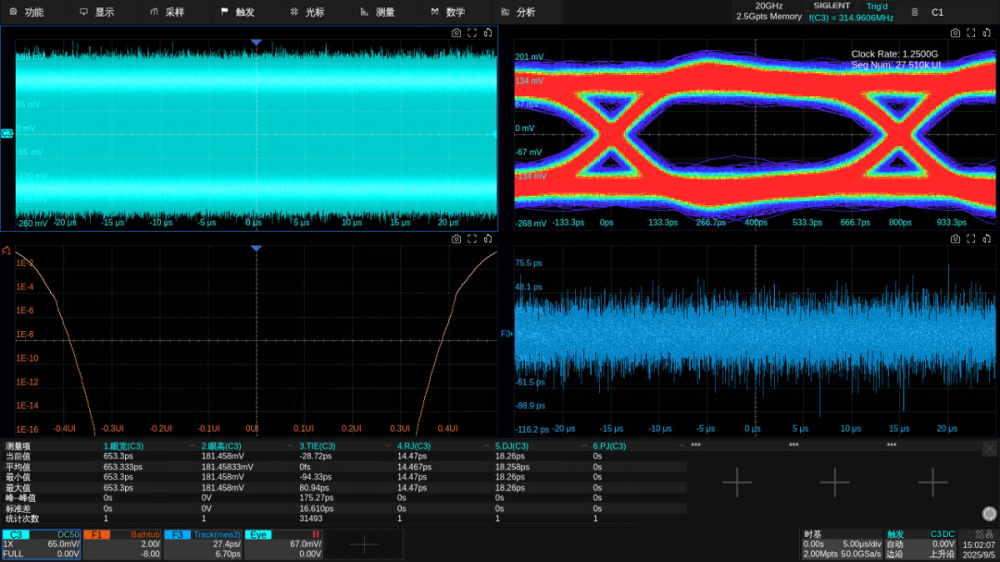 功能 显示 采样 触发 光标 测量 数学 分析
20GHz
2.5Gpts Memory
SIGLENT Trig'd
f(C3) = 314.9606MHz
C1
195 mV
65 mV
C3
0 mV
-65 mV
-130 mV
-195 mV
-260 mV -20 µs -15 µs -10 µs -5 µs 0 µs 5 µs 10 µs 15 µs 20 µs
201 mV
Clock Rate: 1.2500G
Seg Num: 27.510k UI
134 mV
67 mV
0 mV
-67 mV
-134 mV
-268 mV -133.3ps 0ps 133.3ps 266.7ps 400ps 533.3ps 666.7ps 800ps 933.3ps
F1
1E-2
1E-4
1E-6
1E-8
1E-10
1E-12
1E-14
1E-16 -0.4UI -0.3UI -0.2UI -0.1UI 0UI 0.1UI 0.2UI 0.3UI 0.4UI
75.5 ps
48.1 ps
F3
-61.5 ps
-88.9 ps
-116.2 ps -20 µs -15 µs -10 µs -5 µs 0 µs 5 µs 10 µs 15 µs 20 µs
测量项 1.眼宽(C3) 2.眼高(C3) 3.TIE(C3) 4.RJ(C3) 5.DJ(C3) 6.PJ(C3) *** *** ***
当前值 653.3ps 181.458mV -28.72ps 14.47ps 18.26ps 0s
平均值 653.333ps 181.45833mV 0fs 14.467ps 18.258ps 0s
最小值 653.3ps 181.458mV -94.33ps 14.47ps 18.26ps 0s
最大值 653.3ps 181.458mV 80.94ps 14.47ps 18.26ps 0s
峰--峰值 0s 0V 175.27ps 0s 0s 0s
标准差 0s 0V 16.610ps 0s 0s 0s
统计次数 1 1 31493 1 1 1
C3 DC50
1X 65.0mV/
FULL 0.00V
F1 Bathtub
2.00/
-8.00
F3 Track(mea3)
27.4ps/
6.70ps
Eye II
67.0mV/
0.00V
时基
0.00s 5.00µs/div
2.00Mpts 50.0GSa/s
触发 C3 DC
自动 0.00V
边沿 上升沿
15:02:07
2025/9/5